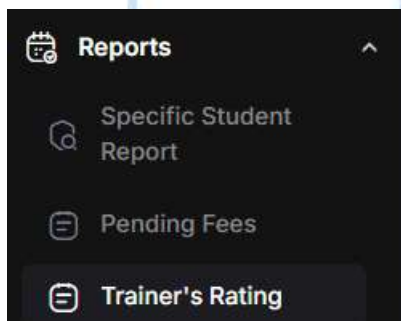 Reports
Specific Student
Report
Pending Fees
Trainer's Rating